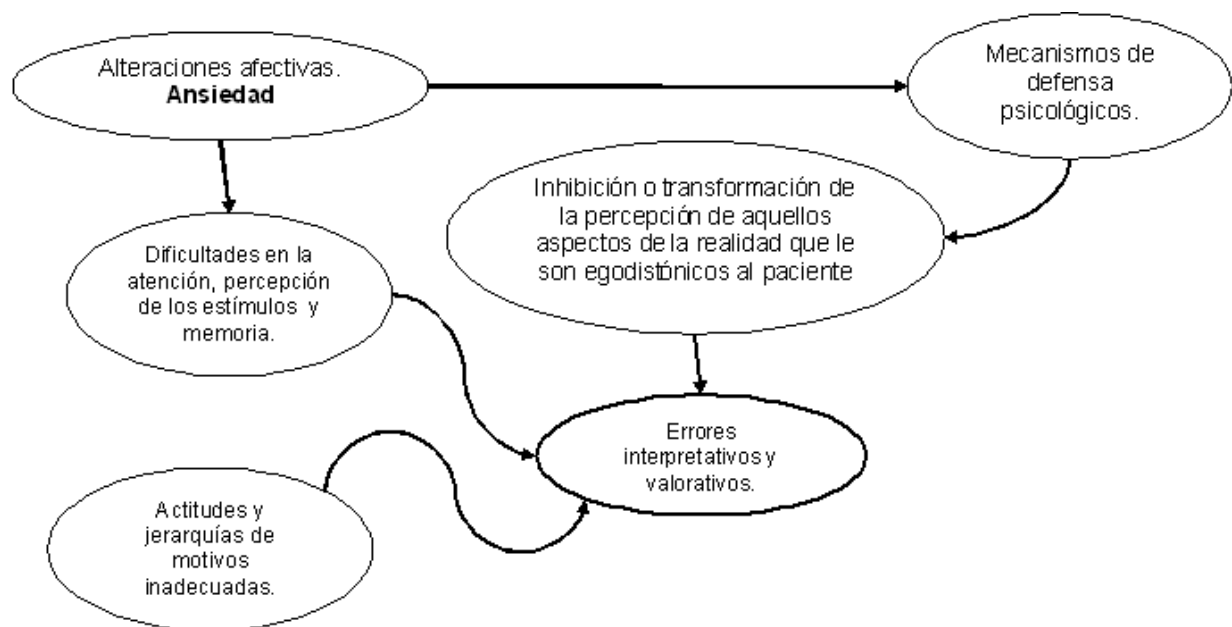 Alteraciones afectivas.
Ansiedad
Mecanismos de
defensa
psicológicos.
Inhibición o transformación de
la percepción de aquellos
aspectos de la realidad que le
son egodistónicos al paciente
Dificultades en la
atención, percepción
de los estímulos y
memoria.
Errores
interpretativos y
valorativos.
Actitudes y
jerarquías de
motivos
inadecuadas.